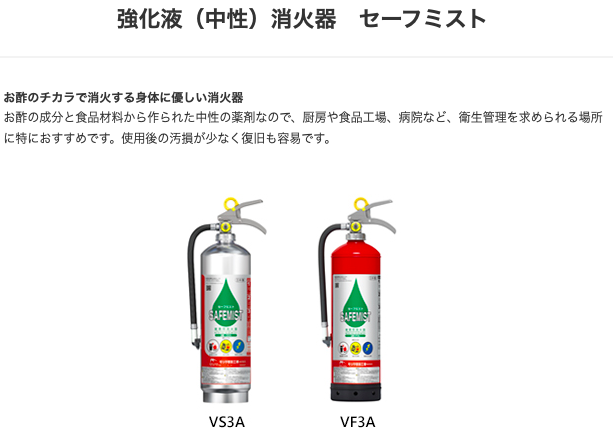 強化液（中性）消火器　セーフミスト
お酢のチカラで消火する身体に優しい消火器
お酢の成分と食品材料から作られた中性の薬剤なので、厨房や食品工場、病院など、衛生管理を求められる場所
に特におすすめです。使用後の汚損が少なく復旧も容易です。
SAFEMIST
SAFEMIST
VS3A
VF3A